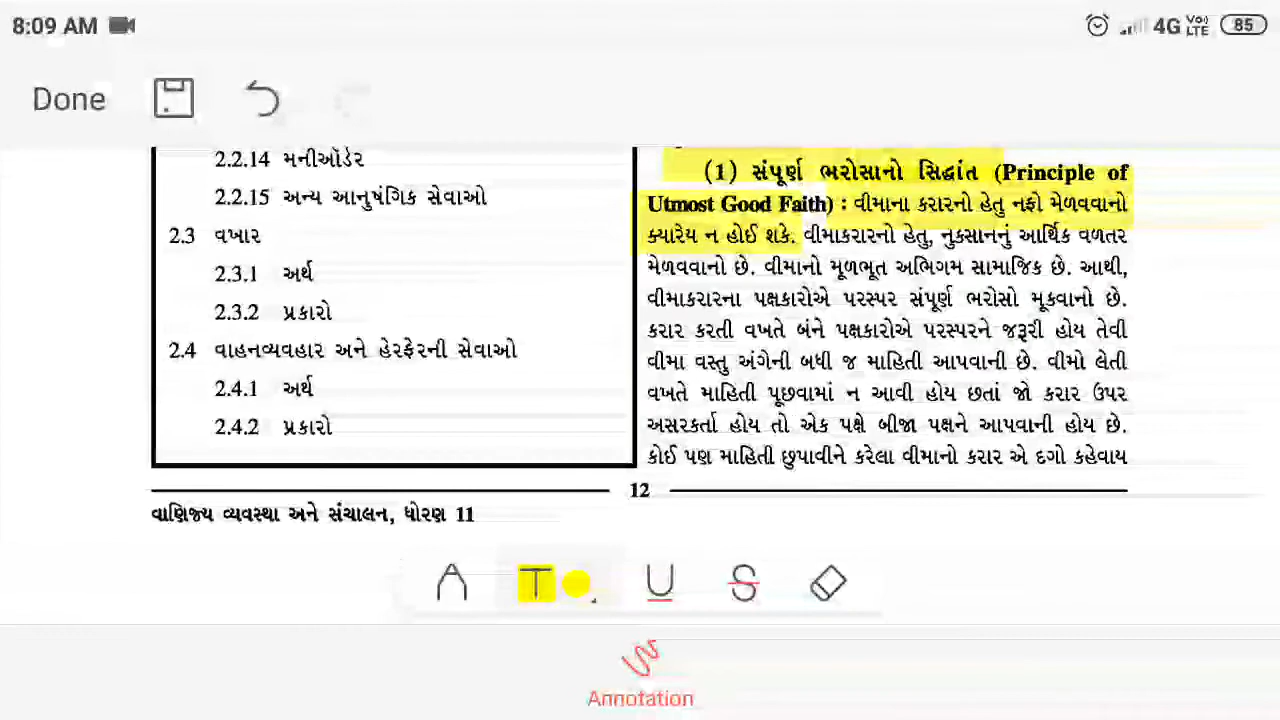 8:09 AM
4G Vo) LTE 85
Done
2.2.14 મનીઑર્ડર
2.2.15 અન્ય આનુષંગિક સેવાઓ
2.3 વખાર
2.3.1 અર્થ
2.3.2 પ્રકારો
2.4 વાહનવ્યવહાર અને હેરફેરની સેવાઓ
2.4.1 અર્થ
2.4.2 પ્રકારો
(1) સંપૂર્ણ ભરોસાનો સિદ્ધાંત (Principle of
Utmost Good Faith) : વીમાના કરારનો હેતુ નફો મેળવવાનો
ક્યારેય ન હોઈ શકે. વીમાકરારનો હેતુ, નુકસાનનું આર્થિક વળતર
મેળવવાનો છે. વીમાનો મૂળભૂત અભિગમ સામાજિક છે. આથી,
વીમાકરારના પક્ષકારોએ પરસ્પર સંપૂર્ણ ભરોસો મૂકવાનો છે.
કરાર કરતી વખતે બંને પક્ષકારોએ પરસ્પરને જરૂરી હોય તેવી
વીમા વસ્તુ અંગેની બધી જ માહિતી આપવાની છે. વીમો લેતી
વખતે માહિતી પૂછવામાં ન આવી હોય છતાં જો કરાર ઉપર
અસરકર્તા હોય તો એક પક્ષે બીજા પક્ષને આપવાની હોય છે.
કોઈ પણ માહિતી છુપાવીને કરેલા વીમાનો કરાર એ દગો કહેવાય
12
વાણિજ્ય વ્યવસ્થા અને સંચાલન, ધોરણ 11
T U S
Annotation